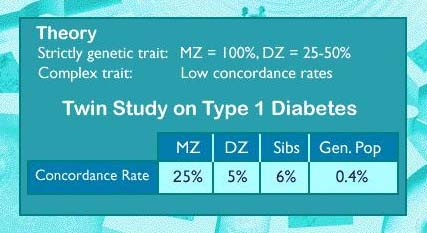 Theory
Strictly genetic trait: MZ = 100%, DZ = 25-50%
Complex trait: Low concordance rates
Twin Study on Type 1 Diabetes
MZ DZ Sibs Gen. Pop
Concordance Rate 25% 5% 6% 0.4%